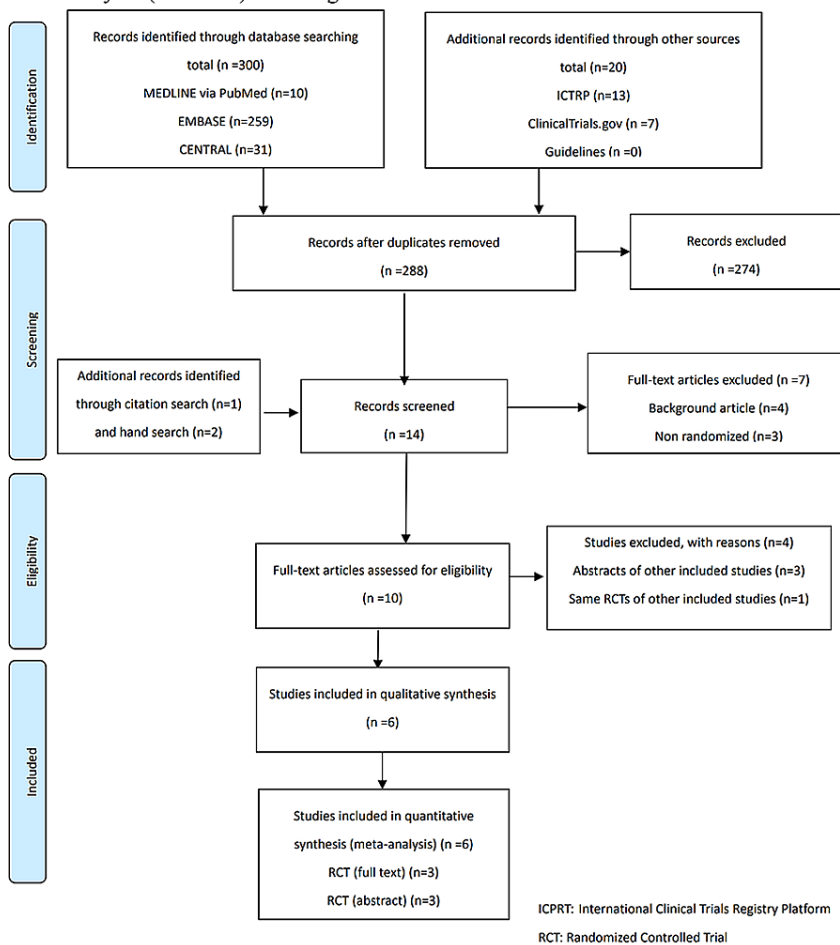 Identification
Records identified through database searching
total (n =300)
MEDLINE via PubMed (n=10)
EMBASE (n=259)
CENTRAL (n=31)
Additional records identified through other sources
total (n=20)
ICTRP (n=13)
ClinicalTrials.gov (n =7)
Guidelines (n =0)
Screening
Records after duplicates removed
(n =288)
Records excluded
(n =274)
Additional records identified
through citation search (n=1)
and hand search (n=2)
Records screened
(n =14)
Full-text articles excluded (n =7)
Background article (n=4)
Non randomized (n=3)
Eligibility
Full-text articles assessed for eligibility
(n =10)
Studies excluded, with reasons (n=4)
Abstracts of other included studies (n=3)
Same RCTs of other included studies (n=1)
Included
Studies included in qualitative synthesis
(n =6)
Studies included in quantitative
synthesis (meta-analysis) (n =6)
RCT (full text) (n=3)
RCT (abstract) (n=3)
ICPRT: International Clinical Trials Registry Platform
RCT: Randomized Controlled Trial